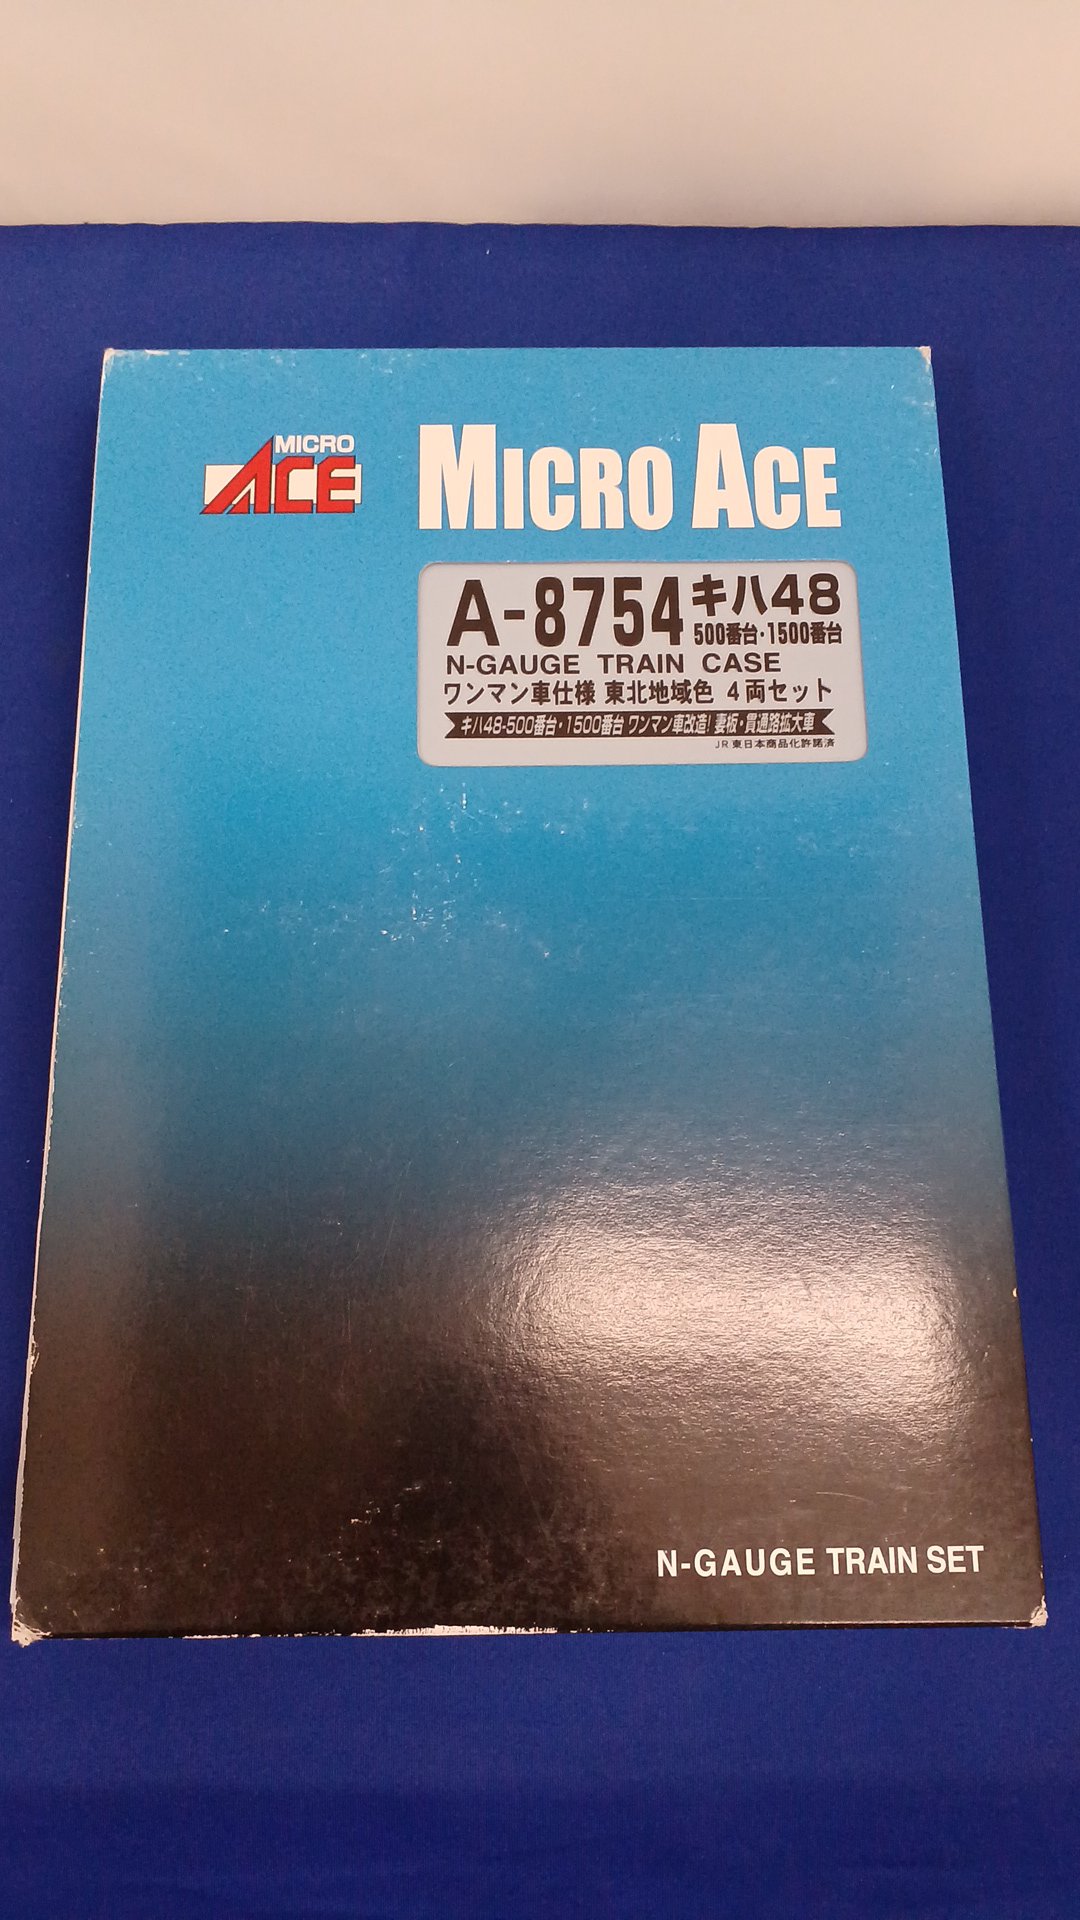 MICRO
ACE
MICRO ACE
A-8754 キハ48
500番台・1500番台
N-GAUGE TRAIN CASE
ワンマン車仕様 東北地域色 4両セット
キハ48-500番台・1500番台 ワンマン車改造! 妻板・貫通路拡大車
JR東日本商品化許諾済
N-GAUGE TRAIN SET